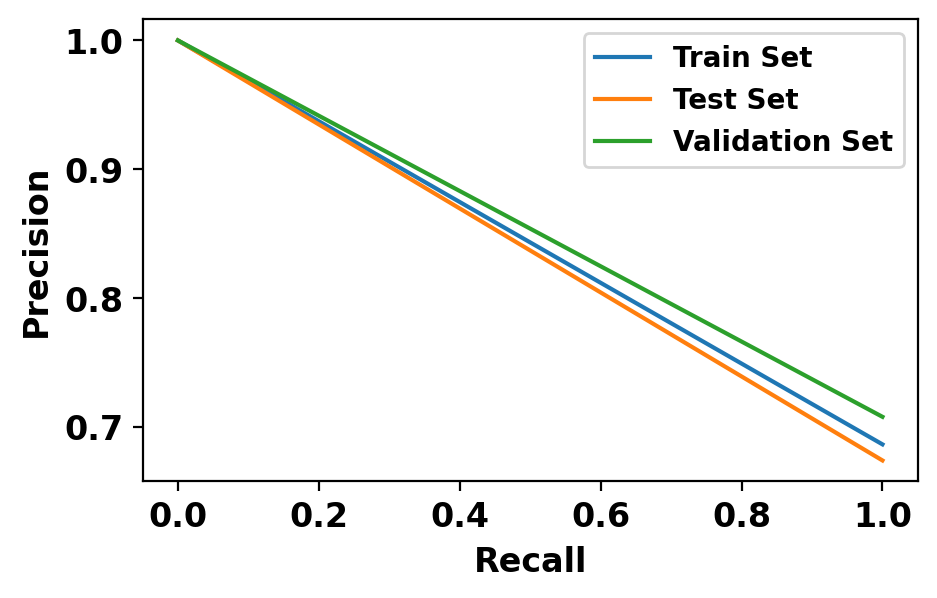 1.0
0.9
0.8
0.7
Precision
Train Set
Test Set
Validation Set
0.0 0.2 0.4 0.6 0.8 1.0
Recall